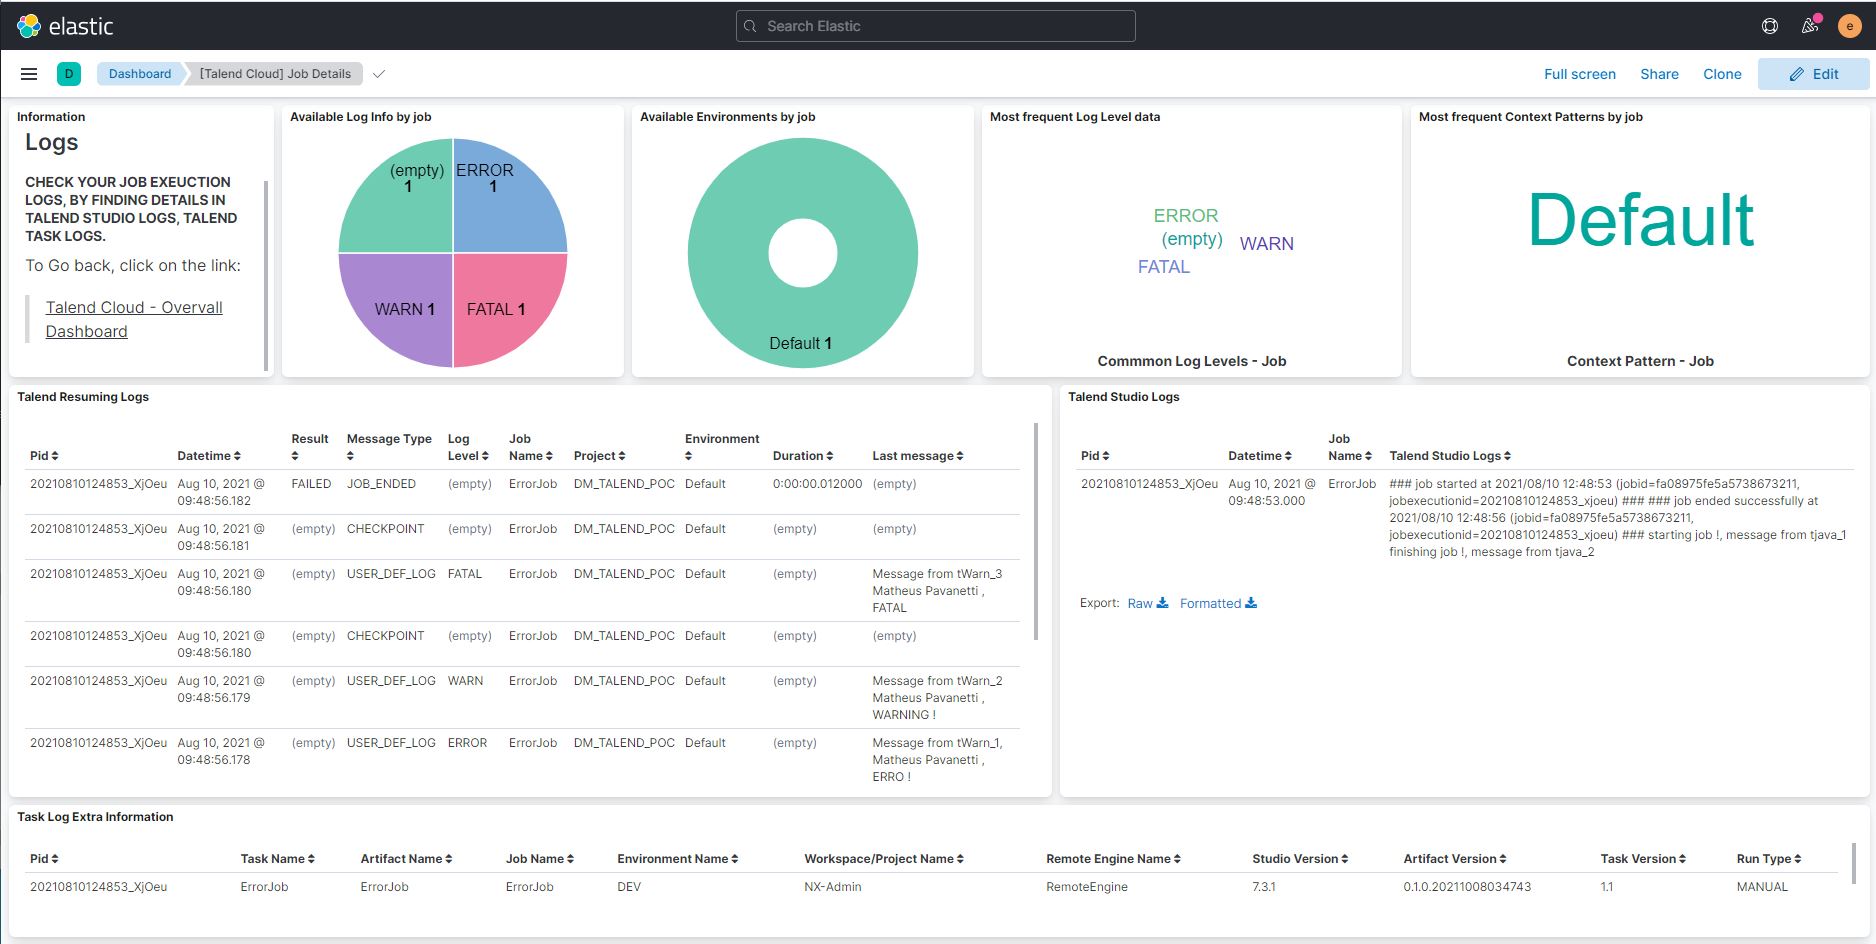 elastic
Search Elastic
e
D
Dashboard
[Talend Cloud] Job Details
Full screen
Share
Clone
Edit
Information
Logs
CHECK YOUR JOB EXEUCTION
LOGS, BY FINDING DETAILS IN
TALEND STUDIO LOGS, TALEND
TASK LOGS.
To Go back, click on the link:
Talend Cloud - Overvall
Dashboard
Available Log Info by job
(empty)
1
ERROR
1
WARN 1
FATAL 1
Available Environments by job
Default 1
Most frequent Log Level data
ERROR
(empty)
WARN
FATAL
Commmon Log Levels - Job
Most frequent Context Patterns by job
Default
Context Pattern - Job
Talend Resuming Logs
Pid Datetime Result Message Type Log Level Job Name Project Environment Duration Last message
20210810124853_XjOeu Aug 10, 2021 @ FAILED JOB_ENDED (empty) ErrorJob DM_TALEND_POC Default 0:00:00.012000 (empty)
09:48:56.182
20210810124853_XjOeu Aug 10, 2021 @ (empty) CHECKPOINT (empty) ErrorJob DM_TALEND_POC Default (empty) (empty)
09:48:56.181
20210810124853_XjOeu Aug 10, 2021 @ (empty) USER_DEF_LOG FATAL ErrorJob DM_TALEND_POC Default (empty) Message from tWarn_3
09:48:56.180 Matheus Pavanetti ,
FATAL
20210810124853_XjOeu Aug 10, 2021 @ (empty) CHECKPOINT (empty) ErrorJob DM_TALEND_POC Default (empty) (empty)
09:48:56.180
20210810124853_XjOeu Aug 10, 2021 @ (empty) USER_DEF_LOG WARN ErrorJob DM_TALEND_POC Default (empty) Message from tWarn_2
09:48:56.179 Matheus Pavanetti ,
WARNING !
20210810124853_XjOeu Aug 10, 2021 @ (empty) USER_DEF_LOG ERROR ErrorJob DM_TALEND_POC Default (empty) Message from tWarn_1,
09:48:56.178 Matheus Pavanetti ,
ERRO !
Talend Studio Logs
Pid Datetime Job Name Talend Studio Logs
20210810124853_XjOeu Aug 10, 2021 @ ErrorJob ### job started at 2021/08/10 12:48:53 (jobid=fa08975fe5a5738673211,
09:48:53.000 jobexecutionid=20210810124853_xjoeu) ### ### job ended successfully at
2021/08/10 12:48:56 (jobid=fa08975fe5a5738673211,
jobexecutionid=20210810124853_xjoeu) ### starting job !, message from tjava_1
finishing job !, message from tjava_2
Export: Raw Formatted
Task Log Extra Information
Pid Task Name Artifact Name Job Name Environment Name Workspace/Project Name Remote Engine Name Studio Version Artifact Version Task Version Run Type
20210810124853_XjOeu ErrorJob ErrorJob ErrorJob DEV NX-Admin RemoteEngine 7.3.1 0.1.0.20211008034743 1.1 MANUAL